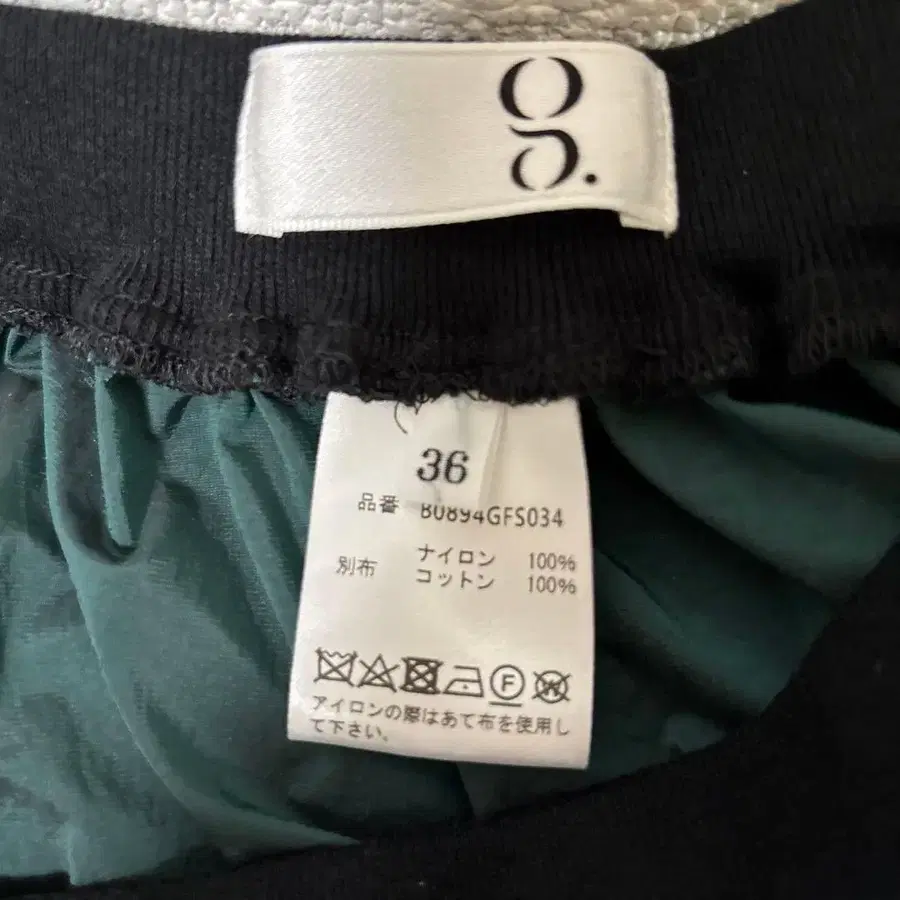 g.
36
品番 B0894GFS034
ナイロン 100%
別布 コットン 100%
F W
アイロンの際はあて布を使用し
て下さい。